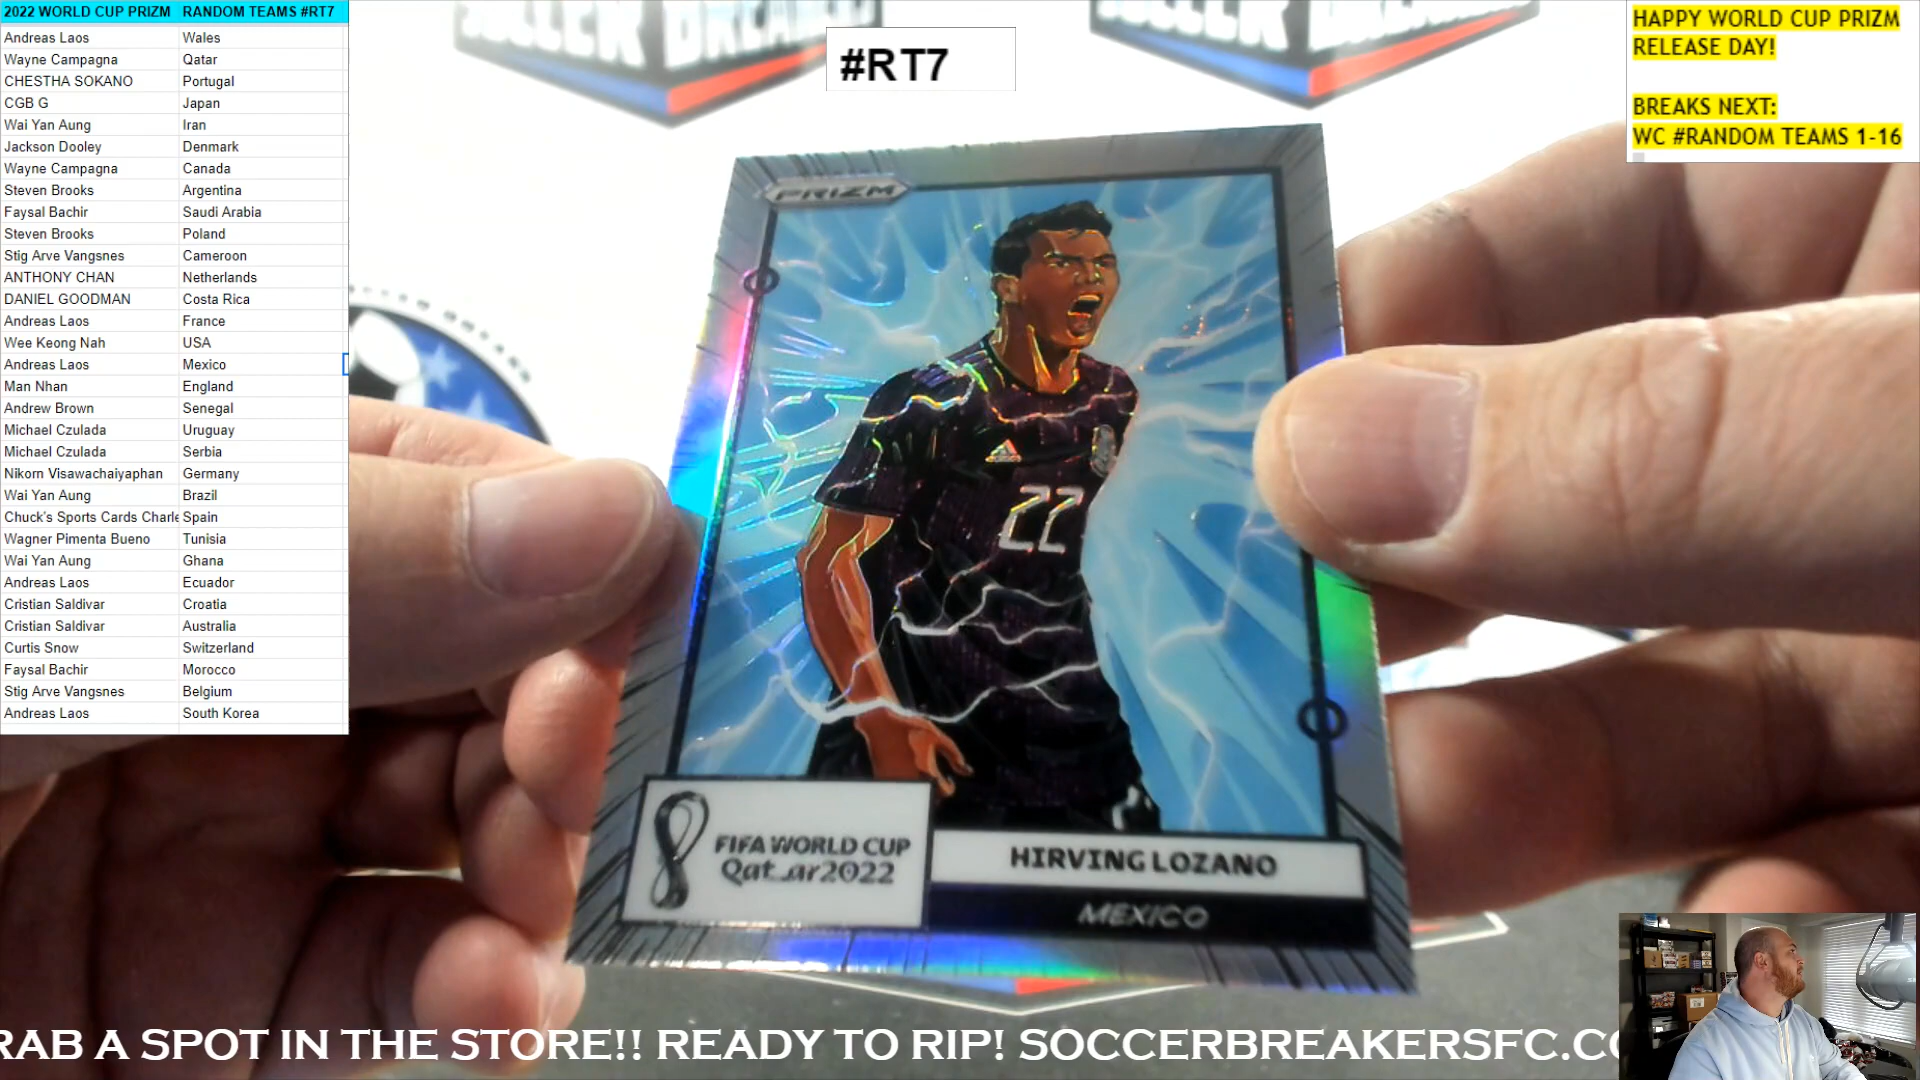 2022 WORLD CUP PRIZM RANDOM TEAMS #RT7
Andreas Laos Wales
Wayne Campagna Qatar
CHESTHA SOKANO Portugal
CGB G Japan
Wai Yan Aung Iran
Jackson Dooley Denmark
Wayne Campagna Canada
Steven Brooks Argentina
Faysal Bachir Saudi Arabia
Steven Brooks Poland
Stig Arve Vangsnes Cameroon
ANTHONY CHAN Netherlands
DANIEL GOODMAN Costa Rica
Andreas Laos France
Wee Keong Nah USA
Andreas Laos Mexico
Man Nhan England
Andrew Brown Senegal
Michael Czulada Uruguay
Michael Czulada Serbia
Nikorn Visawachaiyaphan Germany
Wai Yan Aung Brazil
Chuck's Sports Cards Charle Spain
Wagner Pimenta Bueno Tunisia
Wai Yan Aung Ghana
Andreas Laos Ecuador
Cristian Saldivar Croatia
Cristian Saldivar Australia
Curtis Snow Switzerland
Faysal Bachir Morocco
Stig Arve Vangsnes Belgium
Andreas Laos South Korea
#RT7
HAPPY WORLD CUP PRIZM
RELEASE DAY!
BREAKS NEXT:
WC #RANDOM TEAMS 1-16
SOCCER BREAKE
SOCCER BREAKE
PRIZM
22
FIFA WORLD CUP
Qatar2022
HIRVING LOZANO
MEXICO
RAB A SPOT IN THE STORE!! READY TO RIP! SOCCERBREAKERSFC.CO